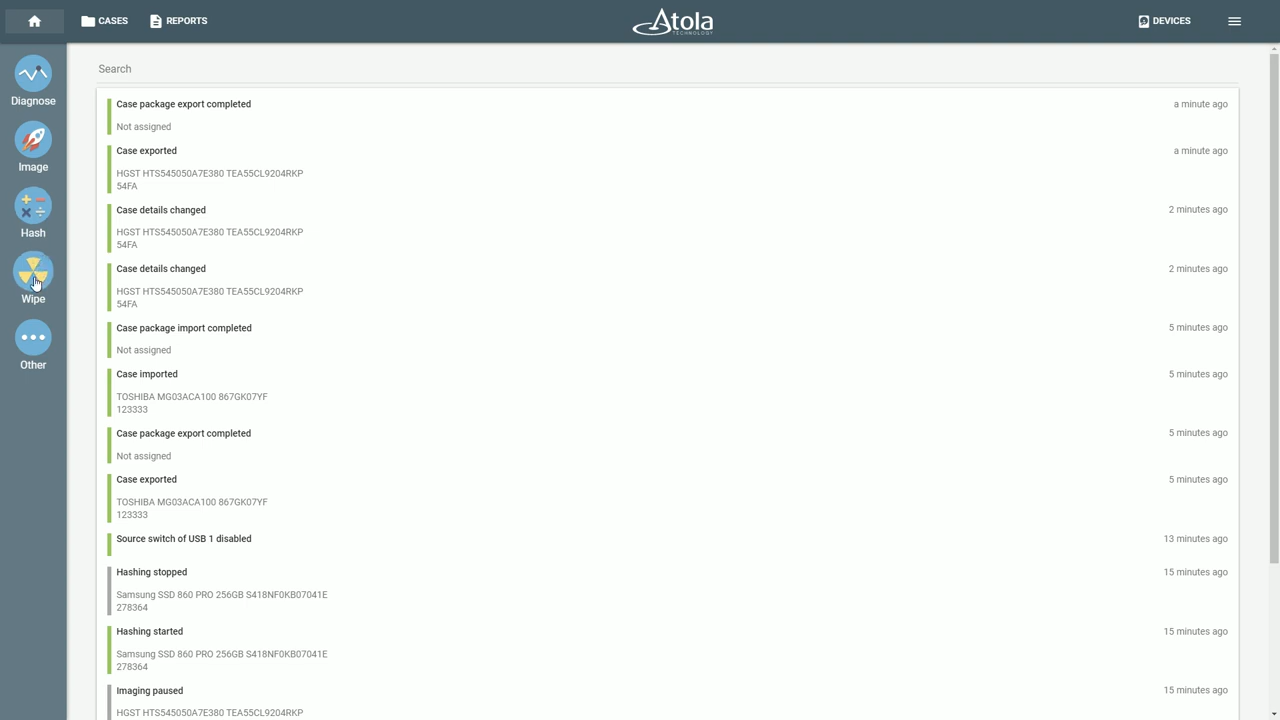 CASES
REPORTS
Atola
TECHNOLOGY
DEVICES
Diagnose
Image
Hash
Wipe
Other
Search
Case package export completed
a minute ago
Not assigned
Case exported
a minute ago
HGST HTS545050A7E380 TEA55CL9204RKP
54FA
Case details changed
2 minutes ago
HGST HTS545050A7E380 TEA55CL9204RKP
54FA
Case details changed
2 minutes ago
HGST HTS545050A7E380 TEA55CL9204RKP
54FA
Case package import completed
5 minutes ago
Not assigned
Case imported
5 minutes ago
TOSHIBA MG03ACA100 867GK07YF
123333
Case package export completed
5 minutes ago
Not assigned
Case exported
5 minutes ago
TOSHIBA MG03ACA100 867GK07YF
123333
Source switch of USB 1 disabled
13 minutes ago
Hashing stopped
15 minutes ago
Samsung SSD 860 PRO 256GB S418NF0KB07041E
278364
Hashing started
15 minutes ago
Samsung SSD 860 PRO 256GB S418NF0KB07041E
278364
Imaging paused
15 minutes ago
HGST HTS545050A7E380 TEA55CL9204RKP